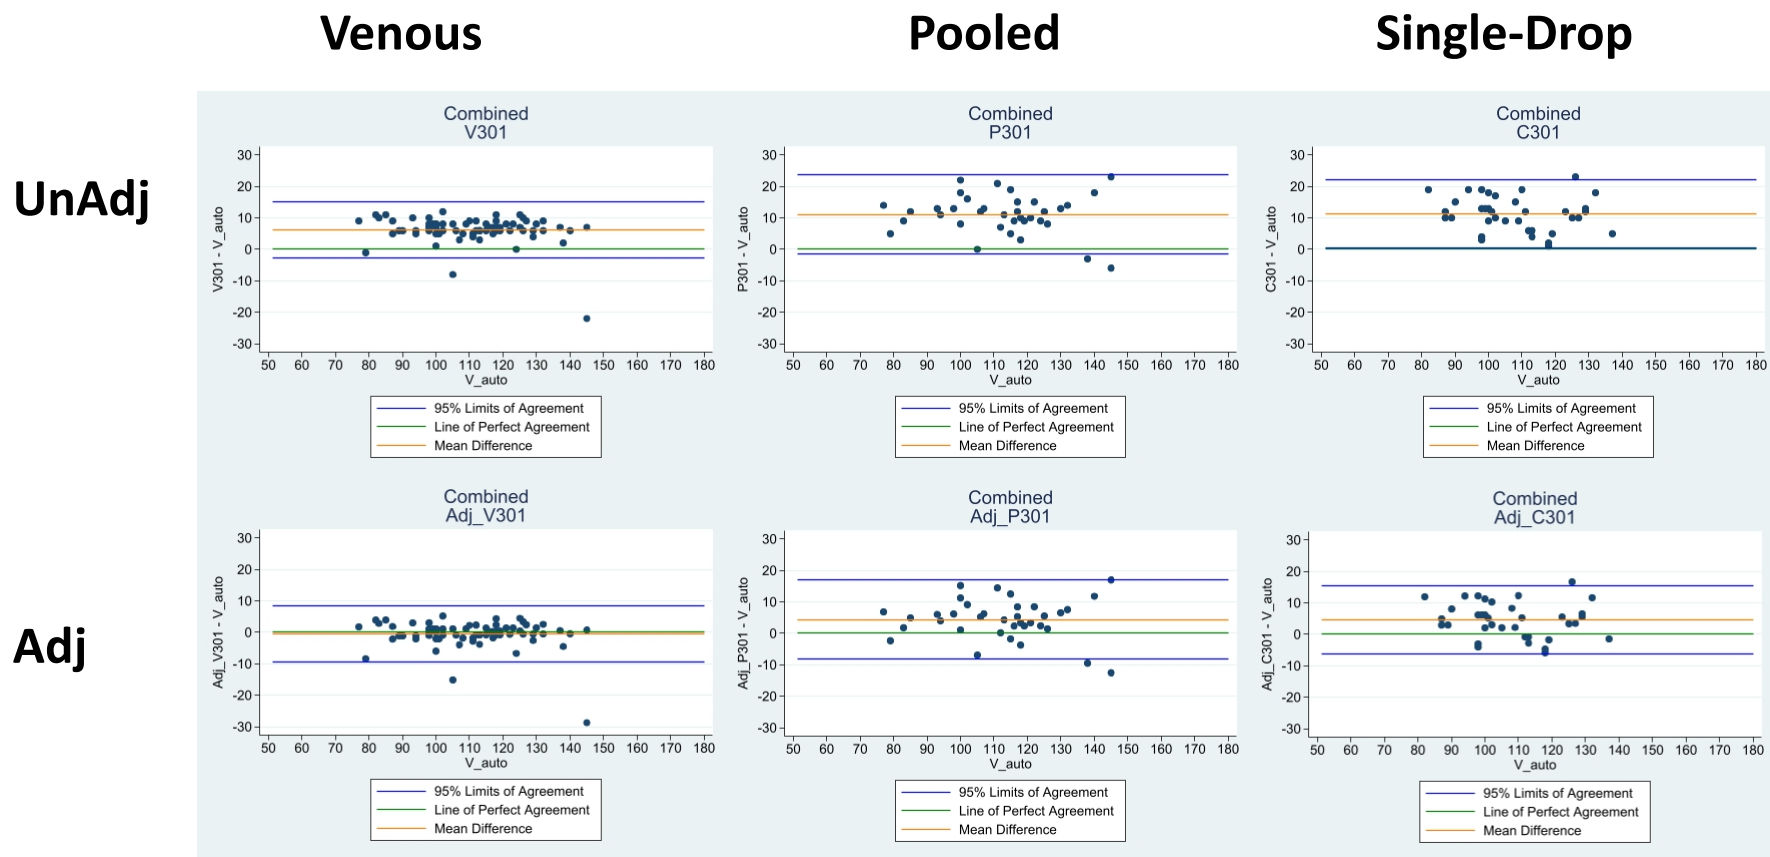 Venous
Pooled
Single-Drop
UnAdj
Combined
V301
30
20
10
0
-10
-20
-30
V301 - V_auto
50 60 70 80 90 100 110 120 130 140 150 160 170 180
V_auto
95% Limits of Agreement
Line of Perfect Agreement
Mean Difference
Combined
P301
30
20
10
0
-10
-20
-30
P301 - V_auto
50 60 70 80 90 100 110 120 130 140 150 160 170 180
V_auto
95% Limits of Agreement
Line of Perfect Agreement
Mean Difference
Combined
C301
30
20
10
0
-10
-20
-30
C301 - V_auto
50 60 70 80 90 100 110 120 130 140 150 160 170 180
V_auto
95% Limits of Agreement
Line of Perfect Agreement
Mean Difference
Adj
Combined
Adj_V301
30
20
10
0
-10
-20
-30
Adj_V301 - V_auto
50 60 70 80 90 100 110 120 130 140 150 160 170 180
V_auto
95% Limits of Agreement
Line of Perfect Agreement
Mean Difference
Combined
Adj_P301
30
20
10
0
-10
-20
-30
Adj_P301 - V_auto
50 60 70 80 90 100 110 120 130 140 150 160 170 180
V_auto
95% Limits of Agreement
Line of Perfect Agreement
Mean Difference
Combined
Adj_C301
30
20
10
0
-10
-20
-30
Adj_C301 - V_auto
50 60 70 80 90 100 110 120 130 140 150 160 170 180
V_auto
95% Limits of Agreement
Line of Perfect Agreement
Mean Difference